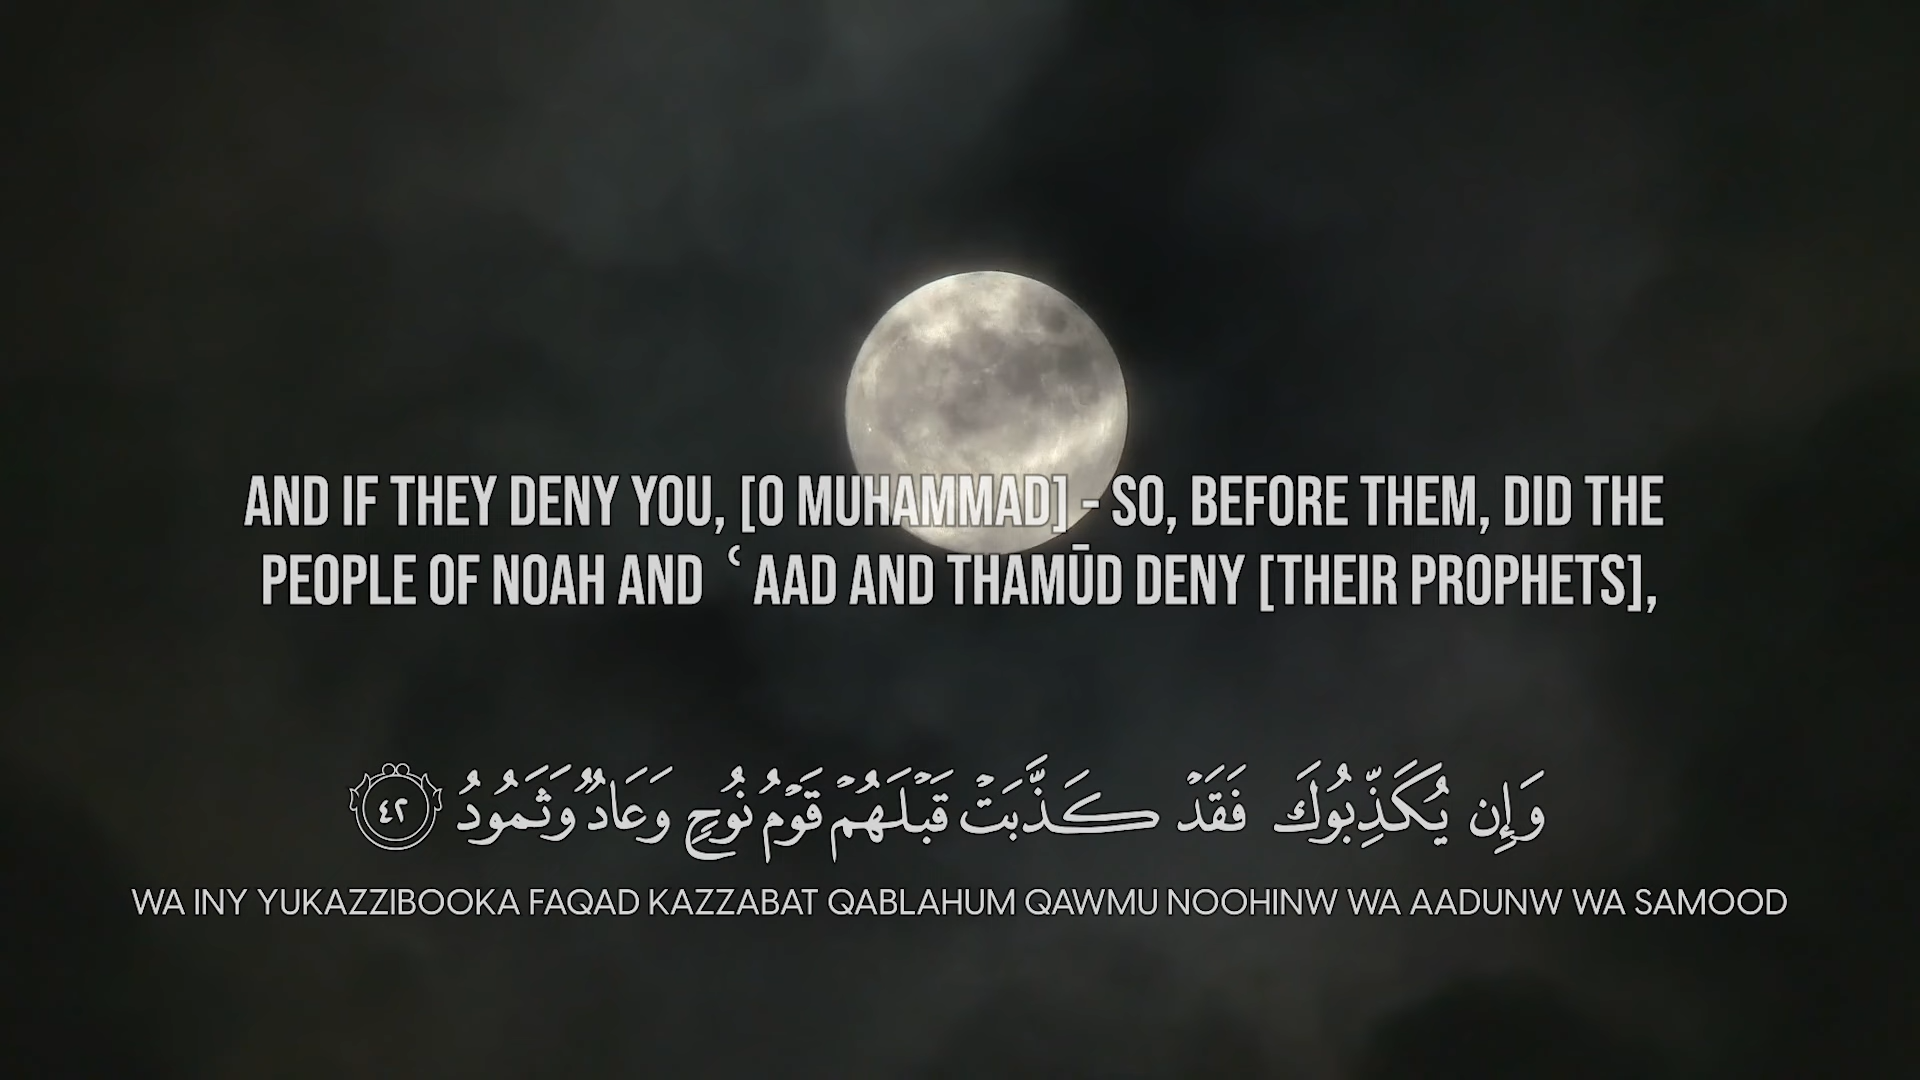 AND IF THEY DENY YOU, [O MUHAMMAD] - SO, BEFORE THEM, DID THE
PEOPLE OF NOAH AND ʿAAD AND THAMŪD DENY [THEIR PROPHETS],
وَإِن يُكَذِّبُوكَ فَقَدۡ كَذَّبَتۡ قَبۡلَهُمۡ قَوۡمُ نُوحٍ وَعَادٌ وَثَمُودُ ٤٢
WA INY YUKAZZIBOOKA FAQAD KAZZABAT QABLAHUM QAWMU NOOHINW WA AADUNW WA SAMOOD